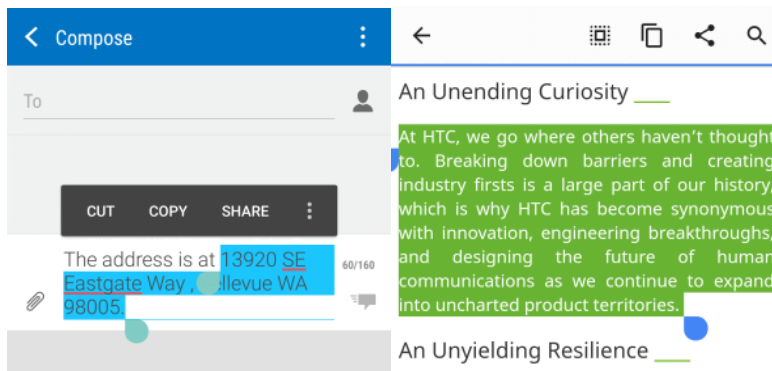 Compose
To
CUT COPY SHARE
The address is at 13920 SE
Eastgate Way , ellevue WA
98005.
60/160
An Unending Curiosity ___
At HTC, we go where others haven't thought
to. Breaking down barriers and creating
industry firsts is a large part of our history,
which is why HTC has become synonymous
with innovation, engineering breakthroughs,
and designing the future of human
communications as we continue to expand
into uncharted product territories.
An Unyielding Resilience ___